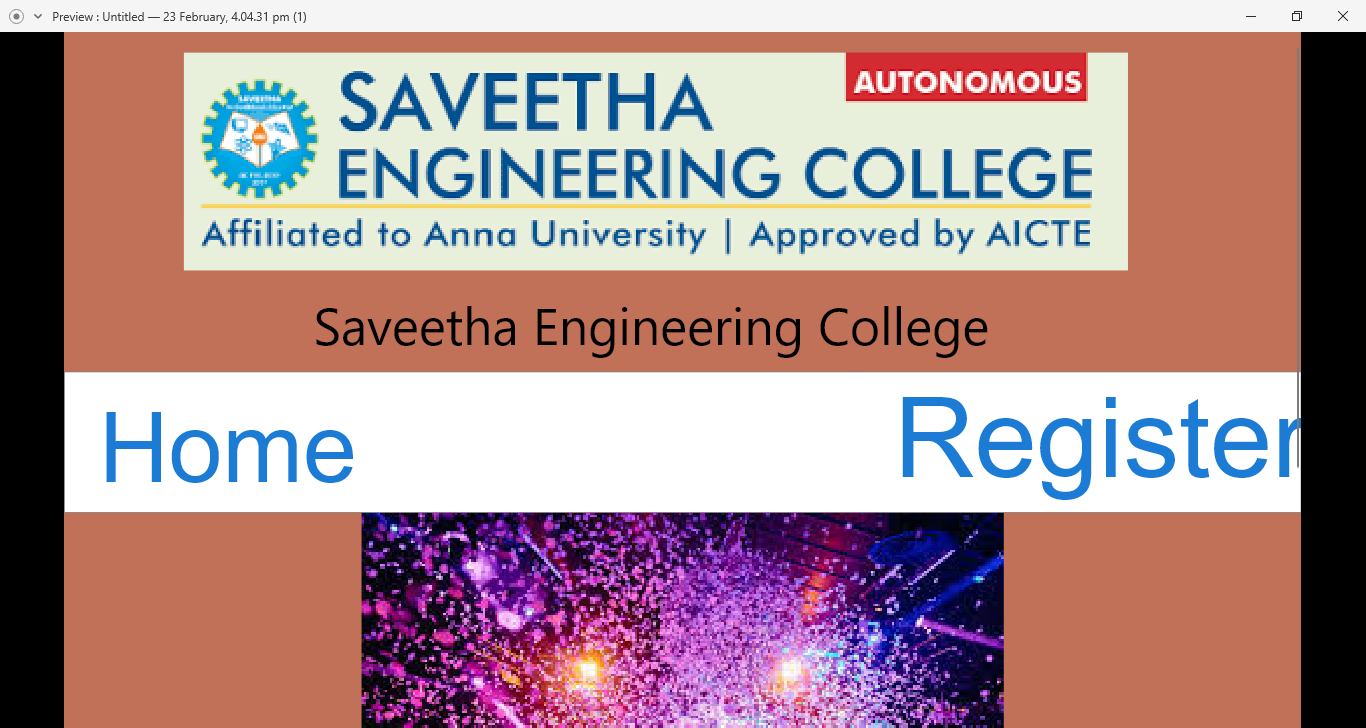 Preview : Untitled — 23 February, 4.04.31 pm (1)
AUTONOMOUS
SAVEETHA
ENGINEERING COLLEGE
Affiliated to Anna University | Approved by AICTE
SAVEETHA
Saveetha Engineering College
Home
Register